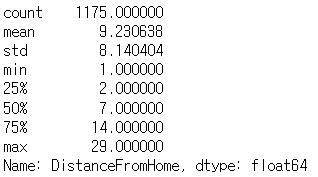 count    1175.000000
mean        9.230638
std         8.140404
min         1.000000
25%         2.000000
50%         7.000000
75%        14.000000
max        29.000000
Name: DistanceFromHome, dtype: float64